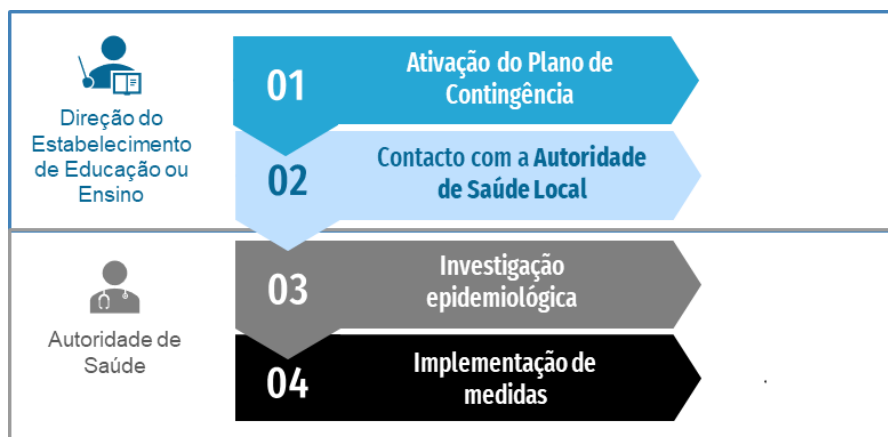 Direção do
Estabelecimento
de Educação ou
Ensino
01
Ativação do Plano de
Contingência
02
Contacto com a Autoridade
de Saúde Local
Autoridade de
Saúde
03
Investigação
epidemiológica
04
Implementação de
medidas
.